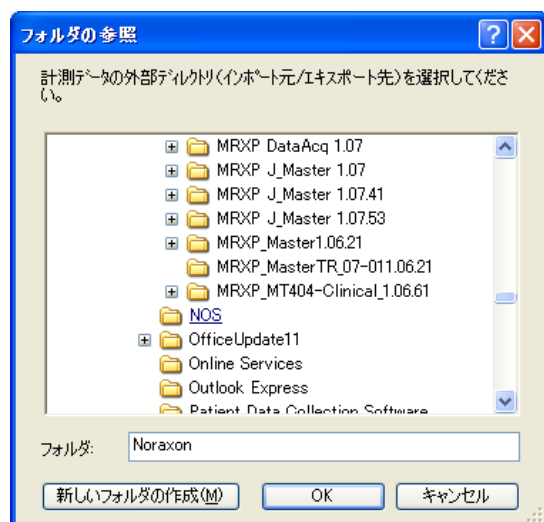 フォルダの参照
計測データの外部ディレクトリ(インポート元/エキスポート先)を選択してくださ
い。
MRXP DataAcq 1.07
MRXP J_Master 1.07
MRXP J_Master 1.07.41
MRXP J_Master 1.07.53
MRXP_Master1.06.21
MRXP_MasterTR_07-011.06.21
MRXP_MT404-Clinical_1.06.61
NOS
OfficeUpdate11
Online Services
Outlook Express
Patient Data Collection Software
フォルダ: Noraxon
新しいフォルダの作成(M) OK キャンセル